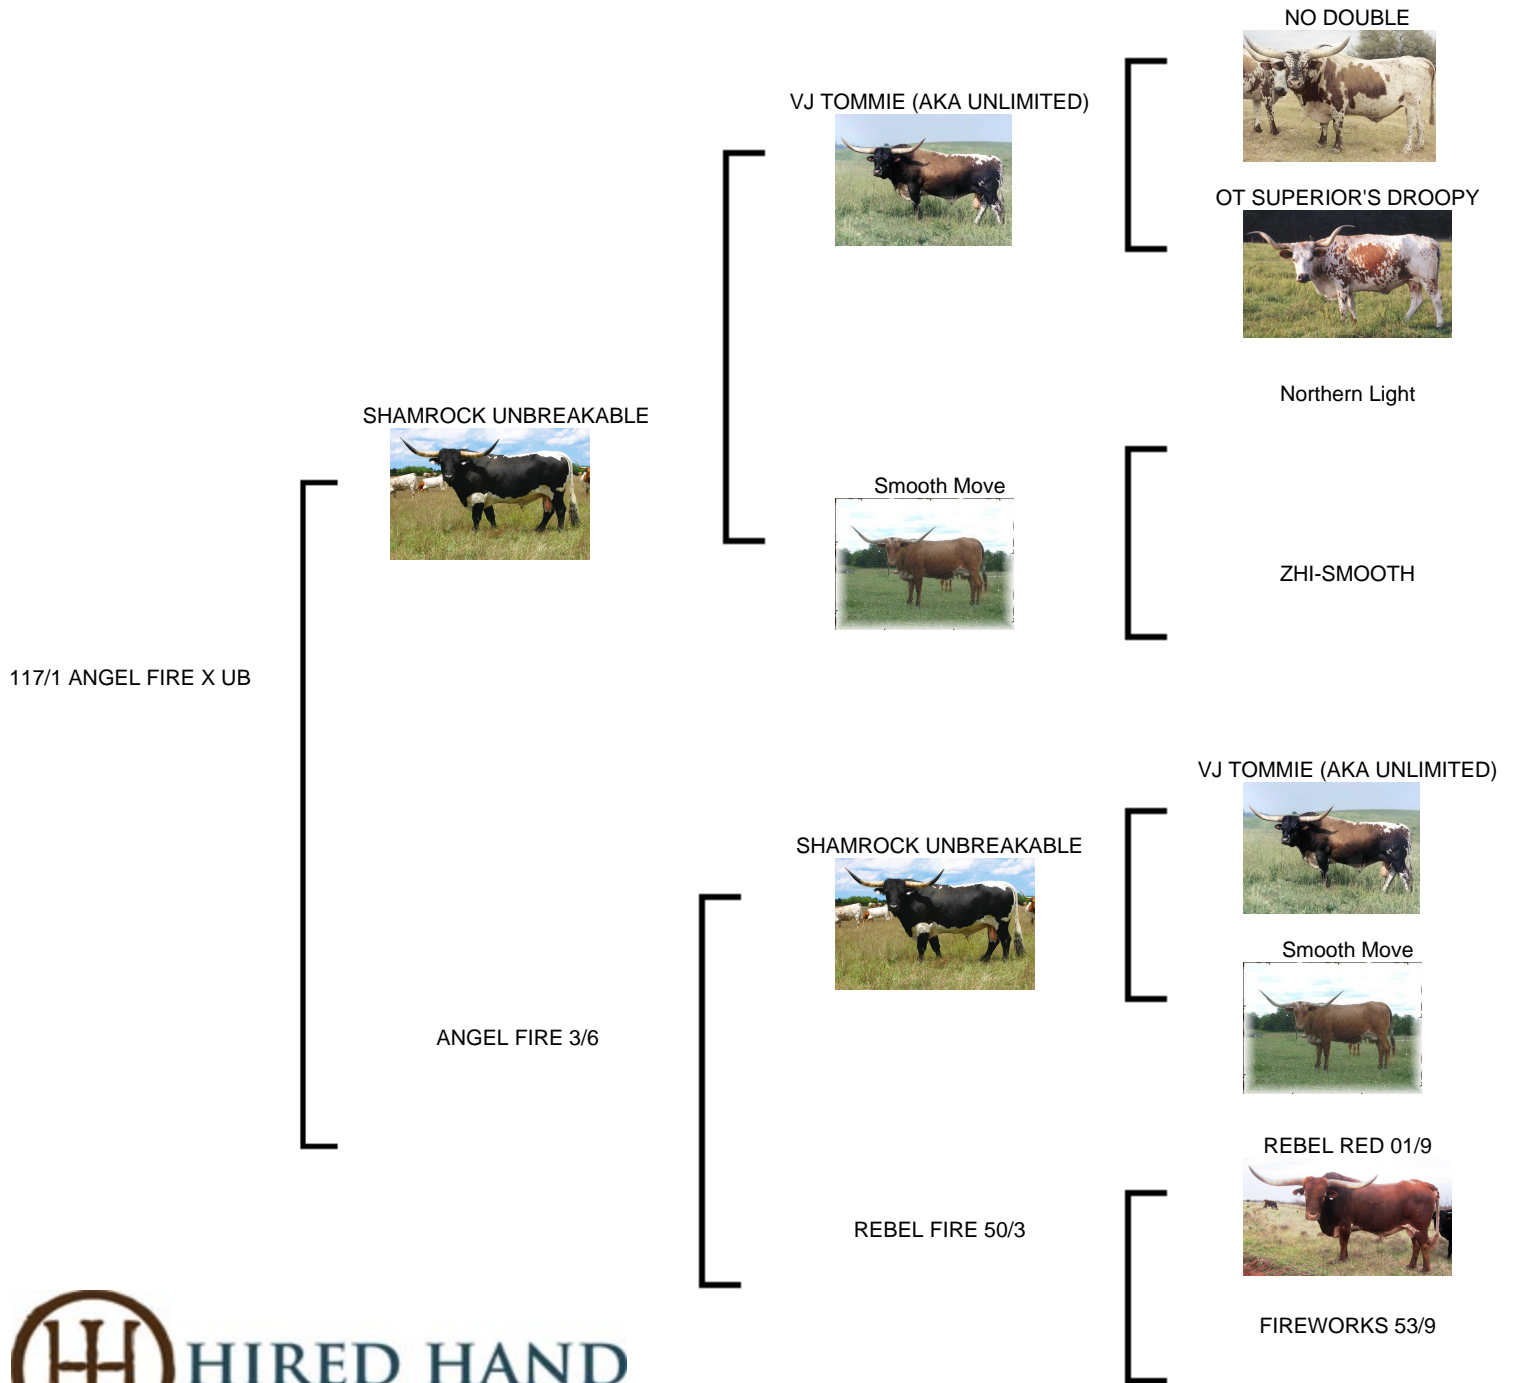 NO DOUBLE
VJ TOMMIE (AKA UNLIMITED)
OT SUPERIOR'S DROOPY
Northern Light
SHAMROCK UNBREAKABLE
Smooth Move
ZHI-SMOOTH
117/1 ANGEL FIRE X UB
VJ TOMMIE (AKA UNLIMITED)
SHAMROCK UNBREAKABLE
Smooth Move
ANGEL FIRE 3/6
REBEL RED 01/9
REBEL FIRE 50/3
FIREWORKS 53/9
HIRED HAND